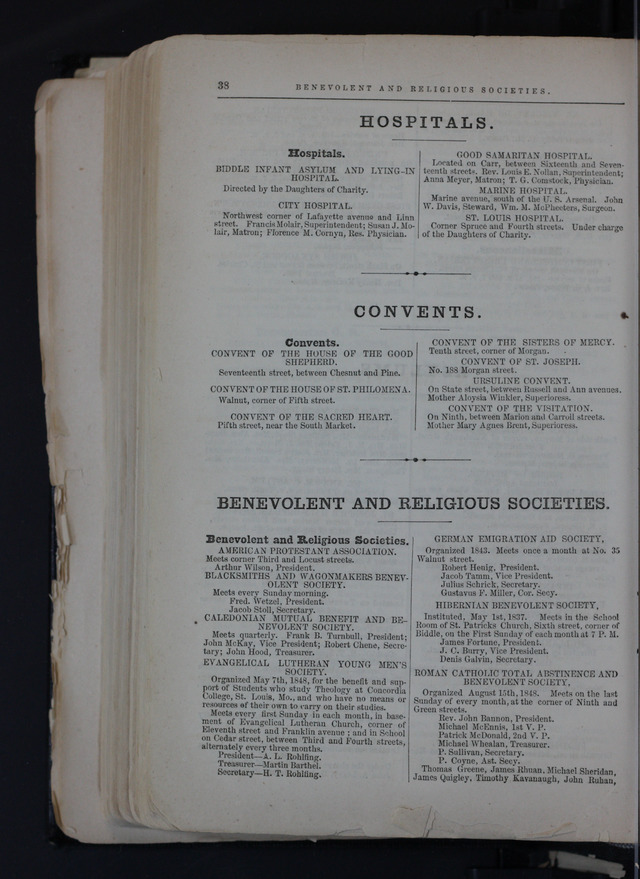 38
BENEVOLENT AND RELIGIOUS SOCIETIES.
HOSPITALS.
Hospitals.
BIDDLE INFANT ASYLUM AND LYING-IN
HOSPITAL.
Directed by the Daughters of Charity.
CITY HOSPITAL.
Northwest corner of Lafayette avenue and Linn
street. Francis Molair, Superintendent; Susan J. Mo-
lair, Matron; Florence M. Cornyn, Res. Physician.
GOOD SAMARITAN HOSPITAL.
Located on Carr, between Sixteenth and Seven-
teenth streets. Rev. Louis E. Nollan, Superintendent;
Anna Meyer, Matron; T. G. Comstock, Physician.
MARINE HOSPITAL.
Marine avenue, south of the U. S. Arsenal. John
W. Davis, Steward, Wm. M. McPheeters, Surgeon.
ST. LOUIS HOSPITAL.
Corner Spruce and Fourth streets. Under charge
of the Daughters of Charity.
CONVENTS.
Convents.
CONVENT OF THE HOUSE OF THE GOOD
SHEPHERD.
Seventeenth street, between Chesnut and Pine.
CONVENT OF THE HOUSE OF ST. PHILOMENA.
Walnut, corner of Fifth street.
CONVENT OF THE SACRED HEART.
Fifth street, near the South Market.
CONVENT OF THE SISTERS OF MERCY.
Tenth street, corner of Morgan.
CONVENT OF ST. JOSEPH.
No. 188 Morgan street.
URSULINE CONVENT.
On State street, between Russell and Ann avennes.
Mother Aloysia Winkler, Superioress.
CONVENT OF THE VISITATION.
On Ninth, between Marion and Carroll streets.
Mother Mary Agnes Brent, Superioress.
BENEVOLENT AND RELIGIOUS SOCIETIES.
Benevolent and Religious Societies.
AMERICAN PROTESTANT ASSOCIATION.
Meets corner Third and Locust streets.
Arthur Wilson, President.
BLACKSMITHS AND WAGONMAKERS BENEV-
OLENT SOCIETY.
Meets every Sunday morning.
Fred. Wetzel, President.
Jacob Stoll, Secretary.
CALEDONIAN MUTUAL BENEFIT AND BE-
NEVOLENT SOCIETY.
Meets quarterly. Frank B. Turnbull, President;
John McKay, Vice President; Robert Chene, Secre-
tary; John Hood, Treasurer.
EVANGELICAL LUTHERAN YOUNG MEN'S
SOCIETY.
Organized May 7th, 1848, for the benefit and sup-
port of Students who study Theology at Concordia
College, St. Louis, Mo., and who have no means or
resources of their own to carry on their studies.
Meets every first Sunday in each month, in base-
ment of Evangelical Lutheran Church, corner of
Eleventh street and Franklin avenue; and in School
on Cedar street, between Third and Fourth streets,
alternately every three months.
President—A. L. Rohlfing.
Treasurer—Martin Barthel.
Secretary—H. T. Rohlfing.
GERMAN EMIGRATION AID SOCIETY,
Organized 1843. Meets once a month at No. 35
Walnut street.
Robert Heuig, President.
Jacob Tamm, Vice President.
Julius Schrick, Secretary.
Gustavus F. Miller, Cor. Secy.
HIBERNIAN BENEVOLENT SOCIETY,
Instituted, May 1st, 1837. Meets in the School
Room of St. Patricks Church, Sixth street, corner of
Biddle, on the First Sunday of each month at 7 P. M.
James Fortune, President.
J. C. Burry, Vice President.
Denis Galvin, Secretary.
ROMAN CATHOLIC TOTAL ABSTINENCE AND
BENEVOLENT SOCIETY,
Organized August 15th, 1848. Meets on the last
Sunday of every month, at the corner of Ninth and
Green streets.
Rev. John Bannon, President.
Michael McEnnis, 1st V. P.
Patrick McDonald, 2nd V. P.
Michael Whealan, Treasurer.
P. Sullivan, Secretary.
P. Coyne, Ast. Secy.
Thomas Greene, James Rhuan, Michael Sheridan,
James Quigley, Timothy Kavanaugh, John Ruhan,